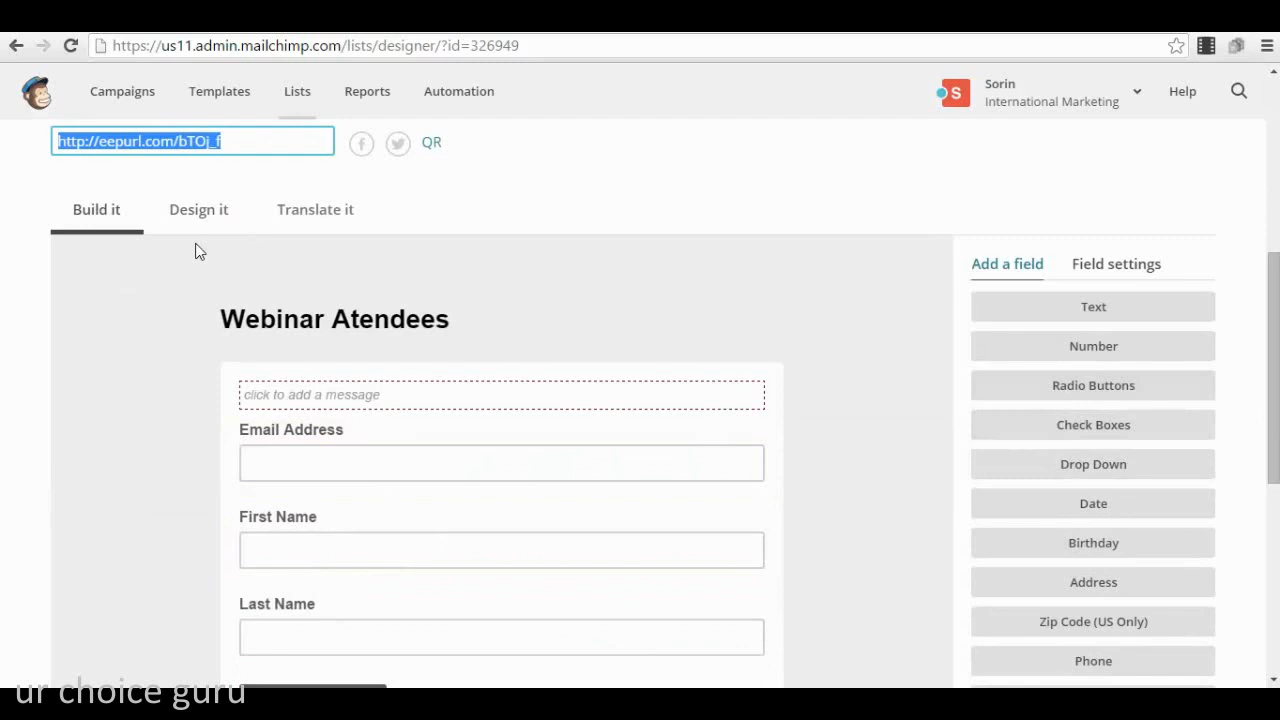 https://us11.admin.mailchimp.com/lists/designer/?id=326949
Campaigns Templates Lists Reports Automation
S Sorin Help
International Marketing
http://eepurl.com/bTOj_f QR
Build it Design it Translate it
Add a field Field settings
Webinar Atendees
click to add a message
Email Address
First Name
Last Name
Text
Number
Radio Buttons
Check Boxes
Drop Down
Date
Birthday
Address
Zip Code (US Only)
Phone
ur choice guru